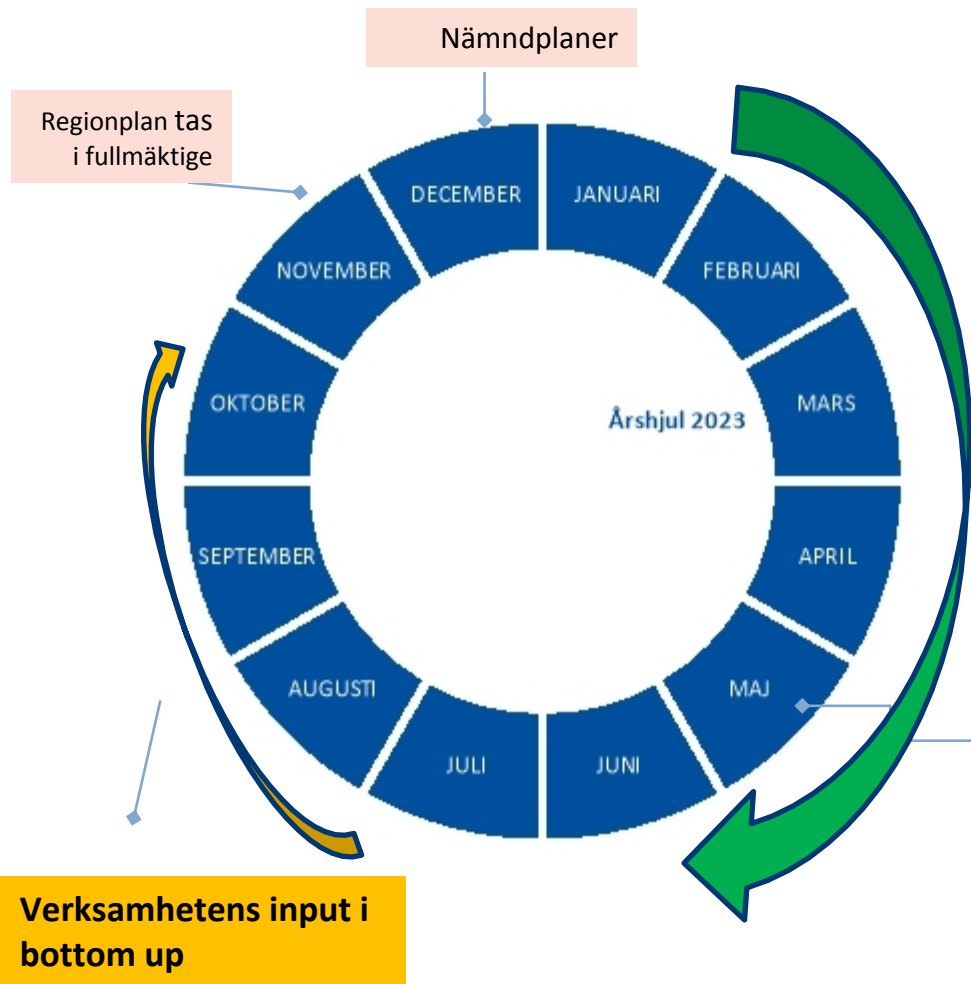 Nämndplaner
Regionplan tas
i fullmäktige
DECEMBER
JANUARI
NOVEMBER
FEBRUARI
OKTOBER
MARS
Årshjul 2023
SEPTEMBER
APRIL
AUGUSTI
MAJ
JULI
JUNI
Verksamhetens input i
bottom up